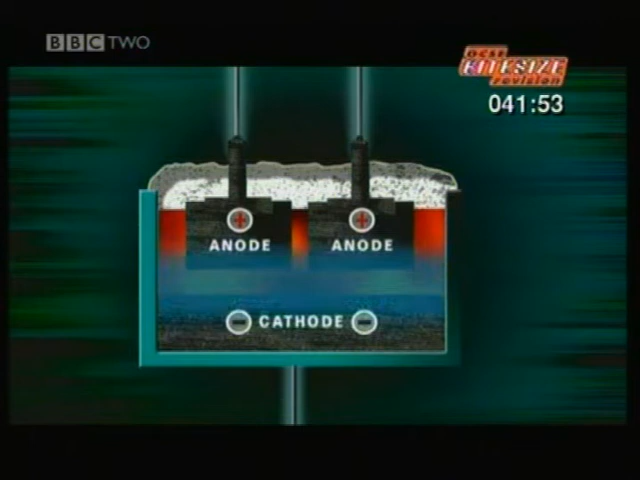 BBC TWO
GCSE
BITESIZE
revision
041:53
+ +
ANODE ANODE
- CATHODE -